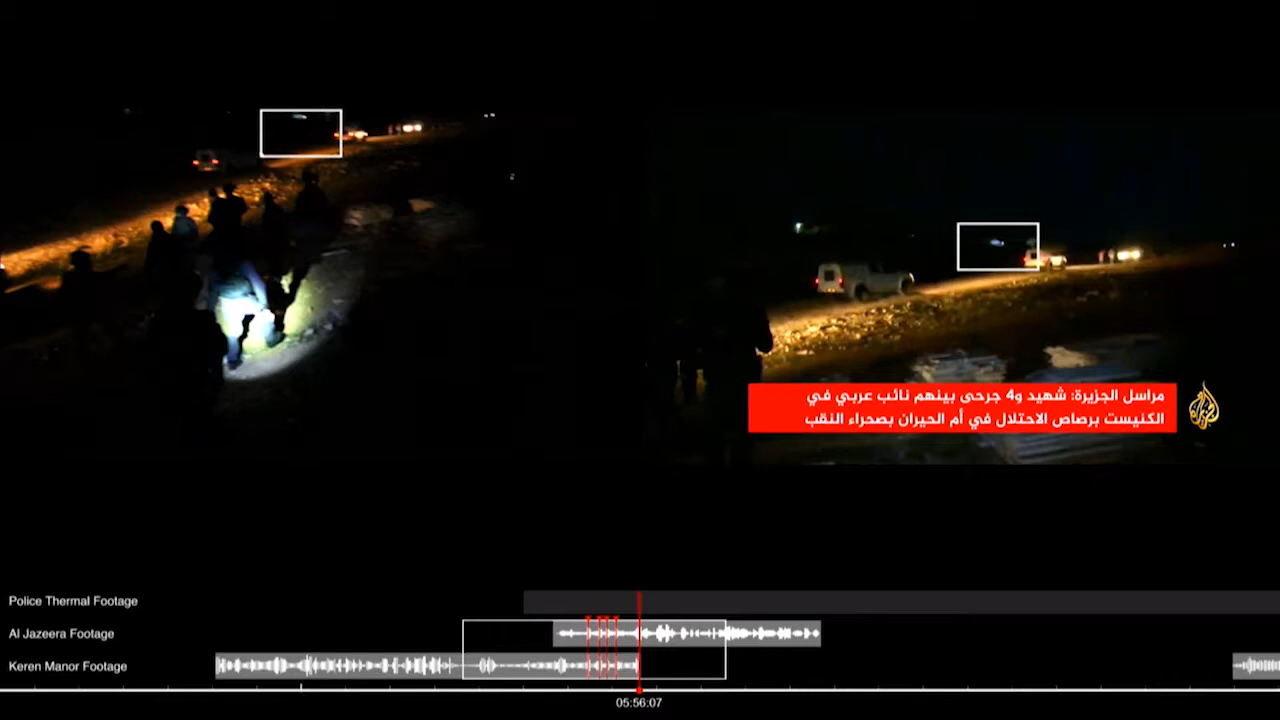 مراسل الجزيرة: شهيد و4 جرحى بينهم نائب عربي في
الكنيست برصاص الاحتلال في أم الحيران بصحراء النقب
Police Thermal Footage
Al Jazeera Footage
Keren Manor Footage
05:56:07